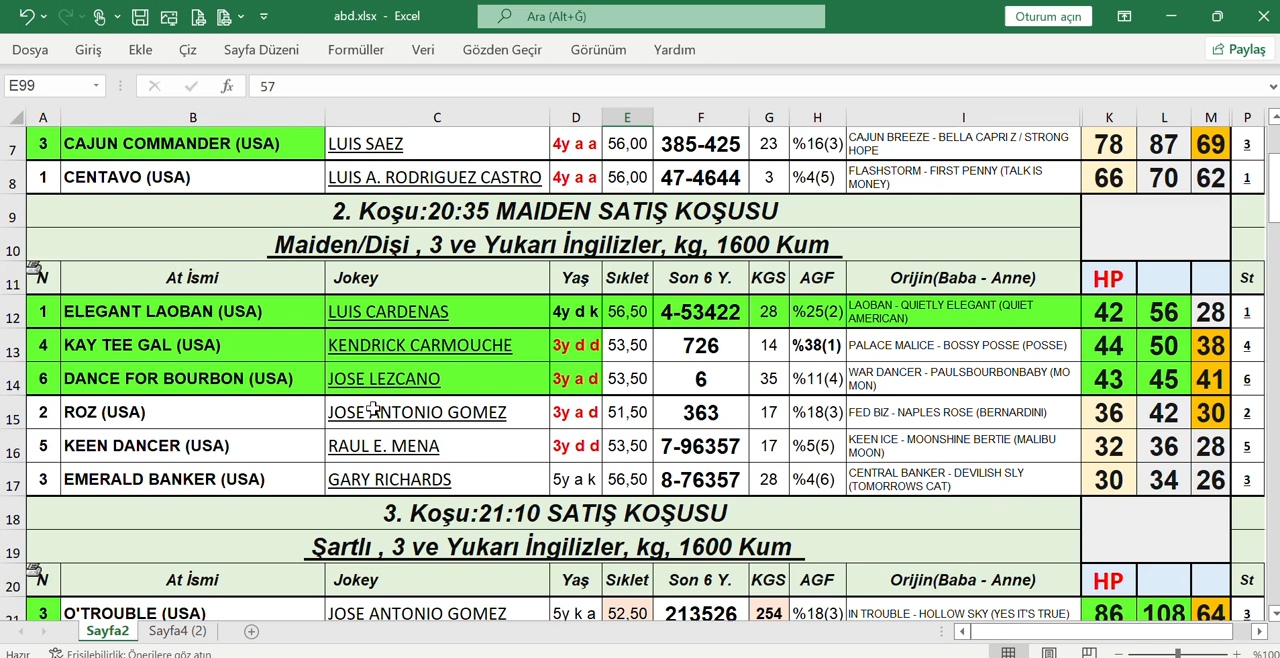 abd.xlsx - Excel
Ara (Alt+Ğ)
Oturum açın
Dosya Giriş Ekle Çiz Sayfa Düzeni Formüller Veri Gözden Geçir Görünüm Yardım Paylaş
E99 fx 57
A B C D E F G H I K L M P
7 3 CAJUN COMMANDER (USA) LUIS SAEZ 4y a a 56,00 385-425 23 %16(3) CAJUN BREEZE - BELLA CAPRI Z / STRONG HOPE 78 87 69 3
8 1 CENTAVO (USA) LUIS A. RODRIGUEZ CASTRO 4y a a 56,00 47-4644 3 %4(5) FLASHSTORM - FIRST PENNY (TALK IS MONEY) 66 70 62 1
9 2. Koşu:20:35 MAIDEN SATIŞ KOŞUSU
10 Maiden/Dişi , 3 ve Yukarı İngilizler, kg, 1600 Kum
11 N At İsmi Jokey Yaş Sıklet Son 6 Y. KGS AGF Orijin(Baba - Anne) HP St
12 1 ELEGANT LAOBAN (USA) LUIS CARDENAS 4y d k 56,50 4-53422 28 %25(2) LAOBAN - QUIETLY ELEGANT (QUIET AMERICAN) 42 56 28 1
13 4 KAY TEE GAL (USA) KENDRICK CARMOUCHE 3y d d 53,50 726 14 %38(1) PALACE MALICE - BOSSY POSSE (POSSE) 44 50 38 4
14 6 DANCE FOR BOURBON (USA) JOSE LEZCANO 3y a d 53,50 6 35 %11(4) WAR DANCER - PAULSBOURBONBABY (MO MON) 43 45 41 6
15 2 ROZ (USA) JOSE ANTONIO GOMEZ 3y a d 51,50 363 17 %18(3) FED BIZ - NAPLES ROSE (BERNARDINI) 36 42 30 2
16 5 KEEN DANCER (USA) RAUL E. MENA 3y d d 53,50 7-96357 17 %5(5) KEEN ICE - MOONSHINE BERTIE (MALIBU MOON) 32 36 28 5
17 3 EMERALD BANKER (USA) GARY RICHARDS 5y a k 56,50 8-76357 28 %4(6) CENTRAL BANKER - DEVILISH SLY (TOMORROWS CAT) 30 34 26 3
18 3. Koşu:21:10 SATIŞ KOŞUSU
19 Şartlı , 3 ve Yukarı İngilizler, kg, 1600 Kum
20 N At İsmi Jokey Yaş Sıklet Son 6 Y. KGS AGF Orijin(Baba - Anne) HP St
21 3 O'TROUBLE (USA) JOSE ANTONIO GOMEZ 5y k a 52,50 213526 254 %18(3) IN TROUBLE - HOLLOW SKY (YES IT'S TRUE) 86 108 64 3
Sayfa2 Sayfa4 (2)
Hazır Erişilebilirlik: Önerilere göz atın %100